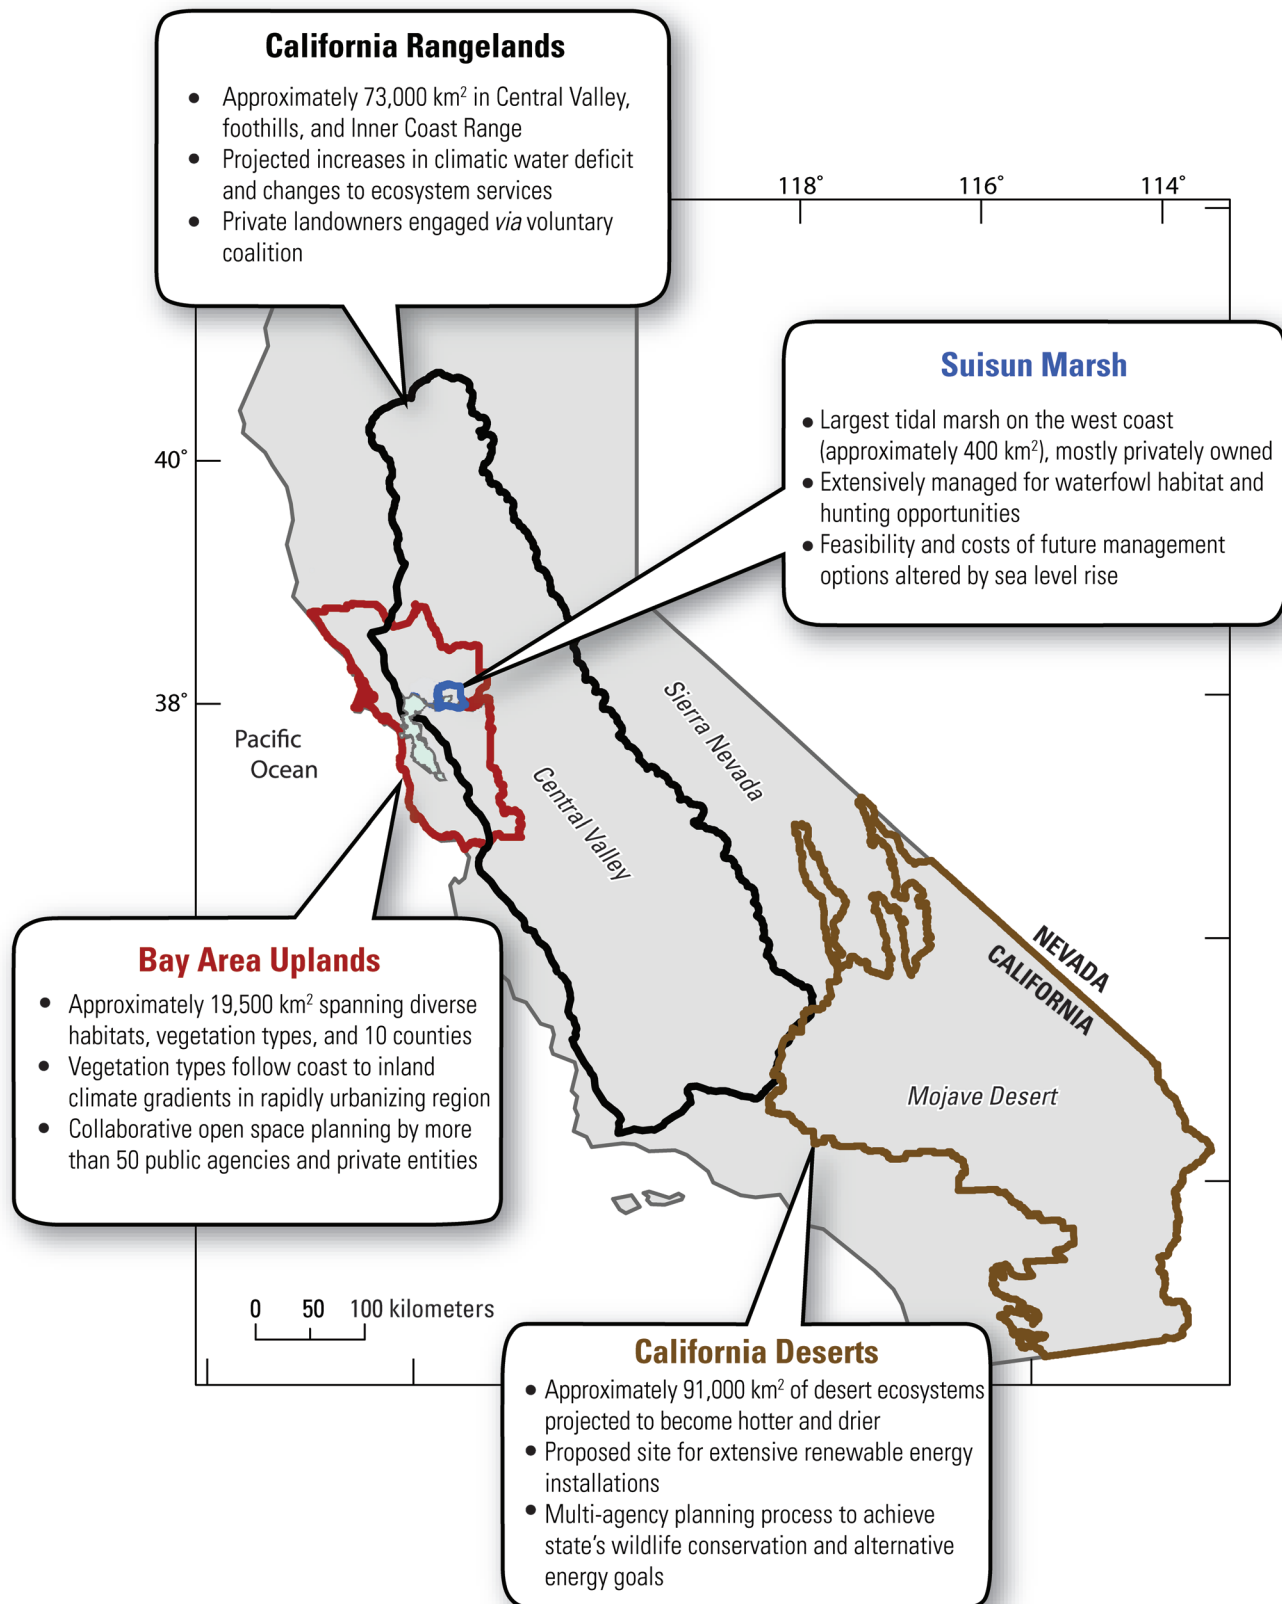 California Rangelands
• Approximately 73,000 km² in Central Valley,
foothills, and Inner Coast Range
• Projected increases in climatic water deficit
and changes to ecosystem services
• Private landowners engaged via voluntary
coalition
118˚ 116˚ 114˚
Suisun Marsh
• Largest tidal marsh on the west coast
(approximately 400 km²), mostly privately owned
• Extensively managed for waterfowl habitat and
hunting opportunities
• Feasibility and costs of future management
options altered by sea level rise
40˚
38˚
Pacific
Ocean
Sierra Nevada
Central Valley
NEVADA
CALIFORNIA
Mojave Desert
Bay Area Uplands
• Approximately 19,500 km² spanning diverse
habitats, vegetation types, and 10 counties
• Vegetation types follow coast to inland
climate gradients in rapidly urbanizing region
• Collaborative open space planning by more
than 50 public agencies and private entities
0 50 100 kilometers
California Deserts
• Approximately 91,000 km² of desert ecosystems
projected to become hotter and drier
• Proposed site for extensive renewable energy
installations
• Multi-agency planning process to achieve
state's wildlife conservation and alternative
energy goals